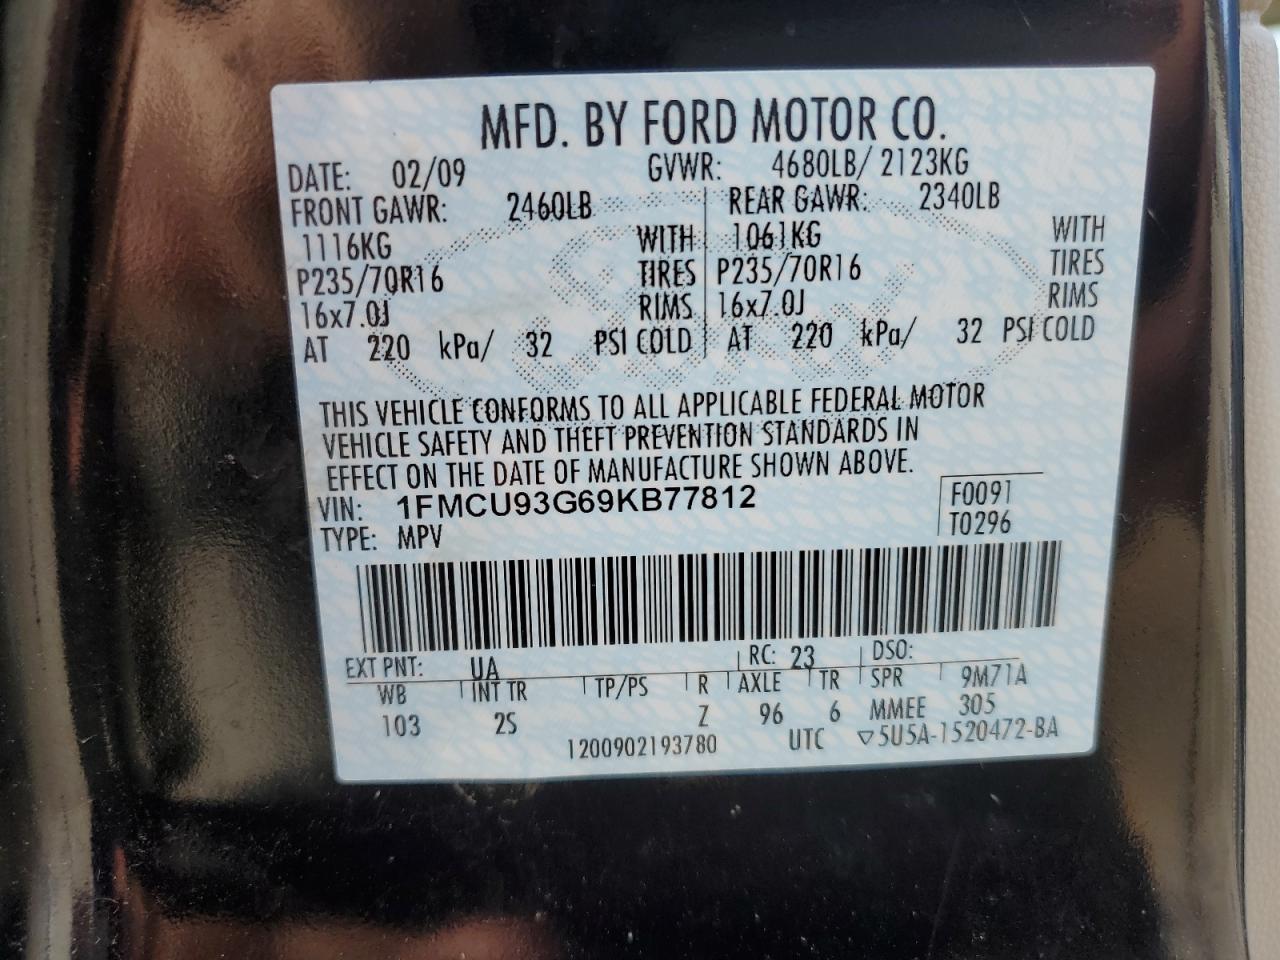 MFD. BY FORD MOTOR CO.
DATE: 02/09 GVWR: 4680LB/ 2123KG
FRONT GAWR: 2460LB REAR GAWR: 2340LB
1116KG WITH 1061KG WITH
P235/70R16 TIRES P235/70R16 TIRES
16x7.0J RIMS 16x7.0J RIMS
AT 220 kPa/ 32 PSI COLD AT 220 kPa/ 32 PSI COLD
THIS VEHICLE CONFORMS TO ALL APPLICABLE FEDERAL MOTOR
VEHICLE SAFETY AND THEFT PREVENTION STANDARDS IN
EFFECT ON THE DATE OF MANUFACTURE SHOWN ABOVE.
VIN: 1FMCU93G69KB77812 F0091
TYPE: MPV T0296
EXT PNT: UA RC: 23 DSO:
WB INT TR TP/PS R AXLE TR SPR 9M71A
103 2S Z 96 6 MMEE 305
1200902193780 UTC ▽5U5A-1520472-BA